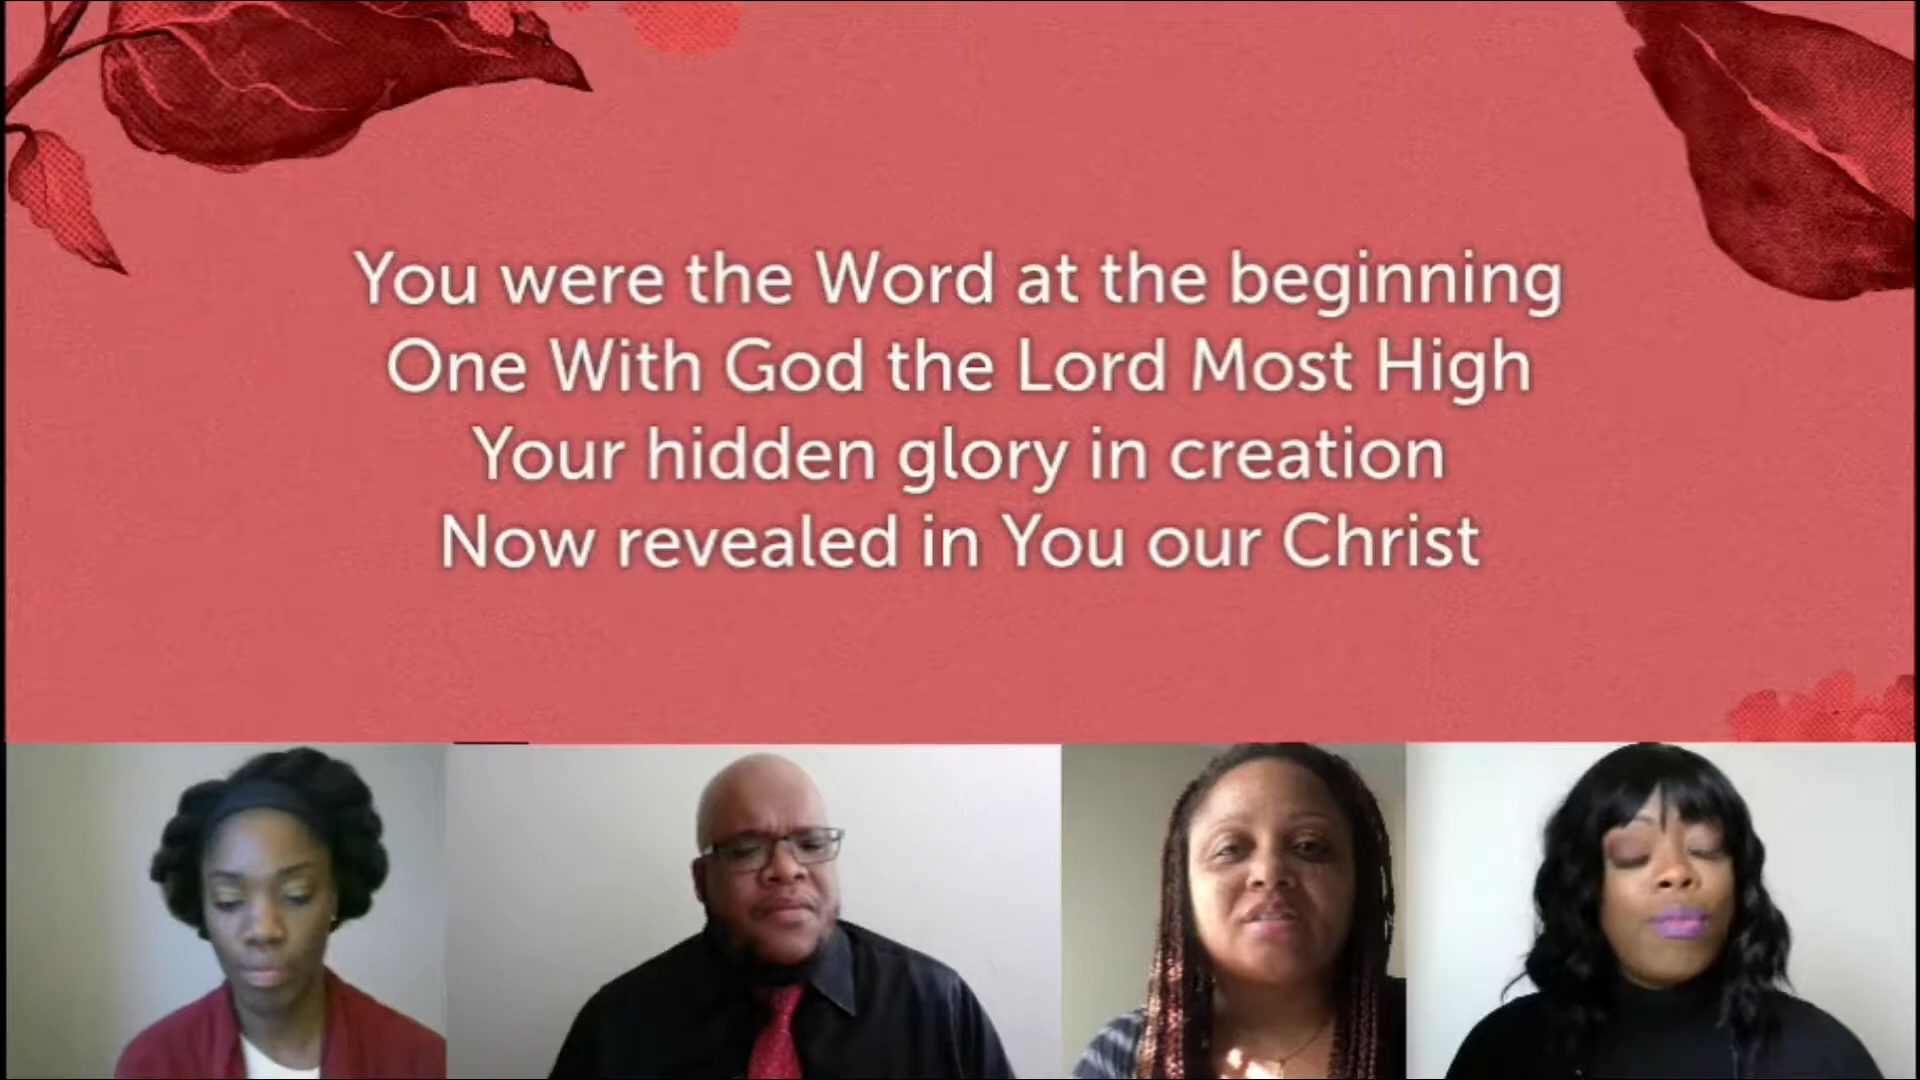 You were the Word at the beginning
One With God the Lord Most High
Your hidden glory in creation
Now revealed in You our Christ